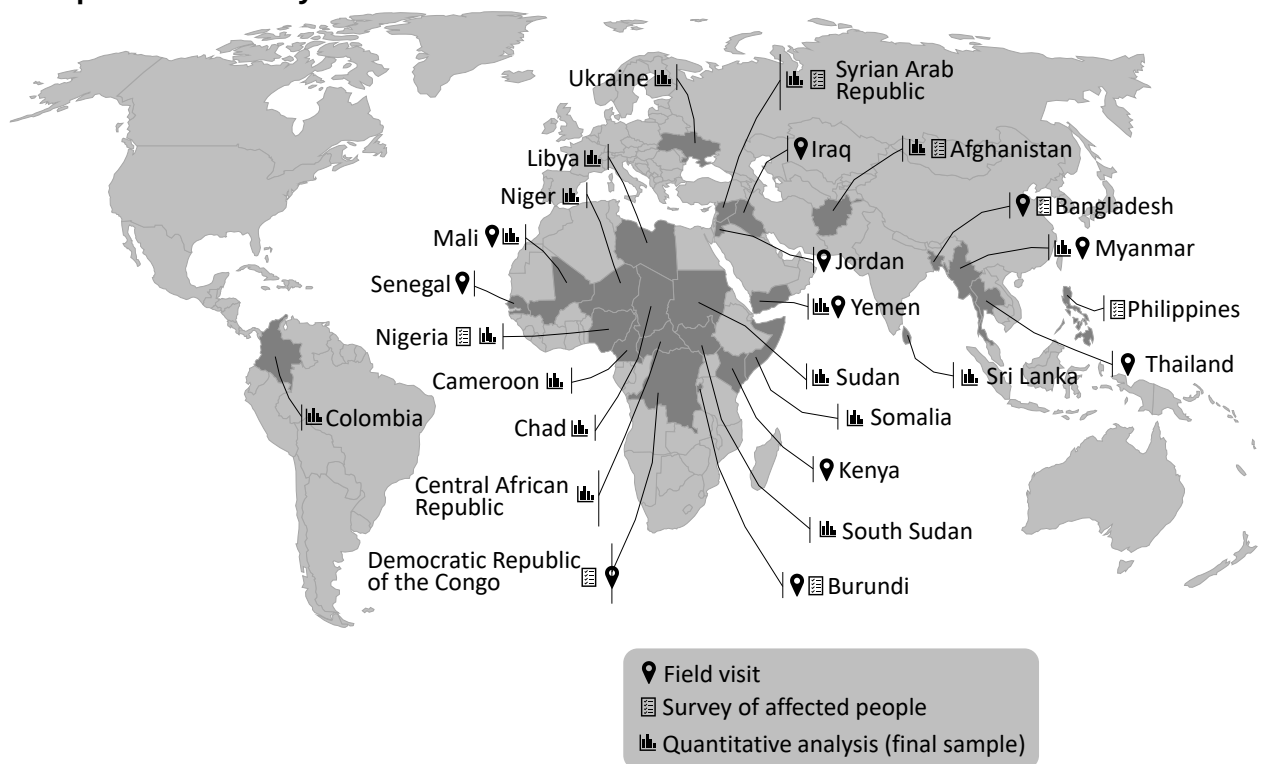 Ukraine
Syrian Arab
Republic
Libya
Iraq
Afghanistan
Niger
Bangladesh
Mali
Myanmar
Senegal
Jordan
Nigeria
Yemen
Philippines
Cameroon
Sudan
Sri Lanka
Thailand
Colombia
Chad
Somalia
Central African
Republic
Kenya
South Sudan
Democratic Republic
of the Congo
Burundi
Field visit
Survey of affected people
Quantitative analysis (final sample)